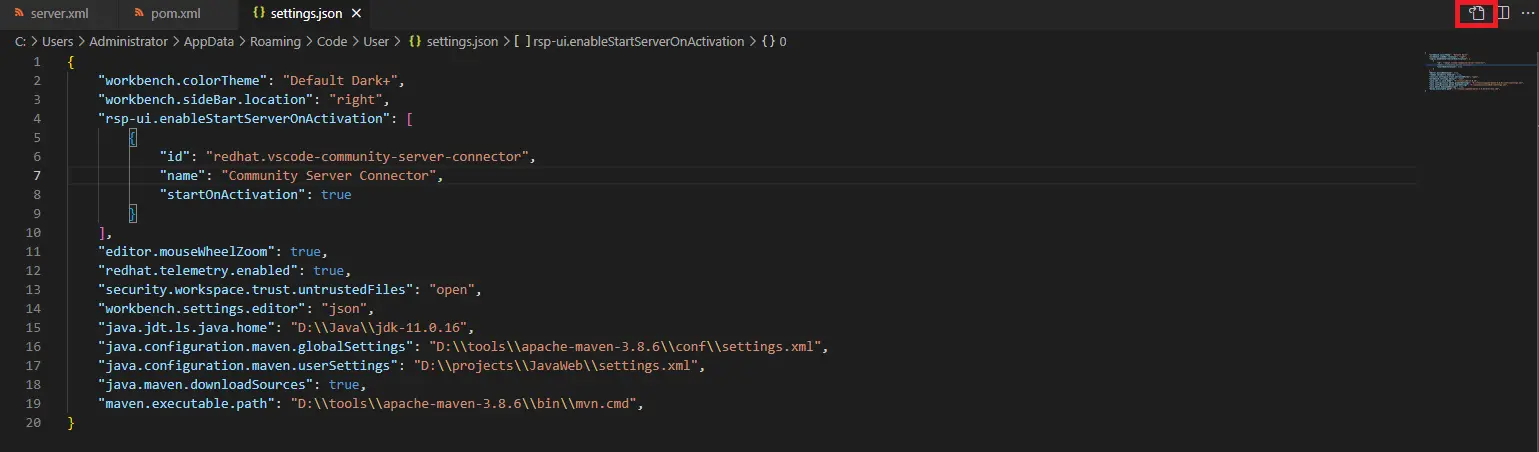 server.xml pom.xml {} settings.json ×
C: > Users > Administrator > AppData > Roaming > Code > User > {} settings.json > [ ] rsp-ui.enableStartServerOnActivation > {} 0
1 {
2 "workbench.colorTheme": "Default Dark+",
3 "workbench.sideBar.location": "right",
4 "rsp-ui.enableStartServerOnActivation": [
5 {
6 "id": "redhat.vscode-community-server-connector",
7 "name": "Community Server Connector",
8 "startOnActivation": true
9 }
10 ],
11 "editor.mouseWheelZoom": true,
12 "redhat.telemetry.enabled": true,
13 "security.workspace.trust.untrustedFiles": "open",
14 "workbench.settings.editor": "json",
15 "java.jdt.ls.java.home": "D:\\Java\\jdk-11.0.16",
16 "java.configuration.maven.globalSettings": "D:\\tools\\apache-maven-3.8.6\\conf\\settings.xml",
17 "java.configuration.maven.userSettings": "D:\\projects\\JavaWeb\\settings.xml",
18 "java.maven.downloadSources": true,
19 "maven.executable.path": "D:\\tools\\apache-maven-3.8.6\\bin\\mvn.cmd",
20 }